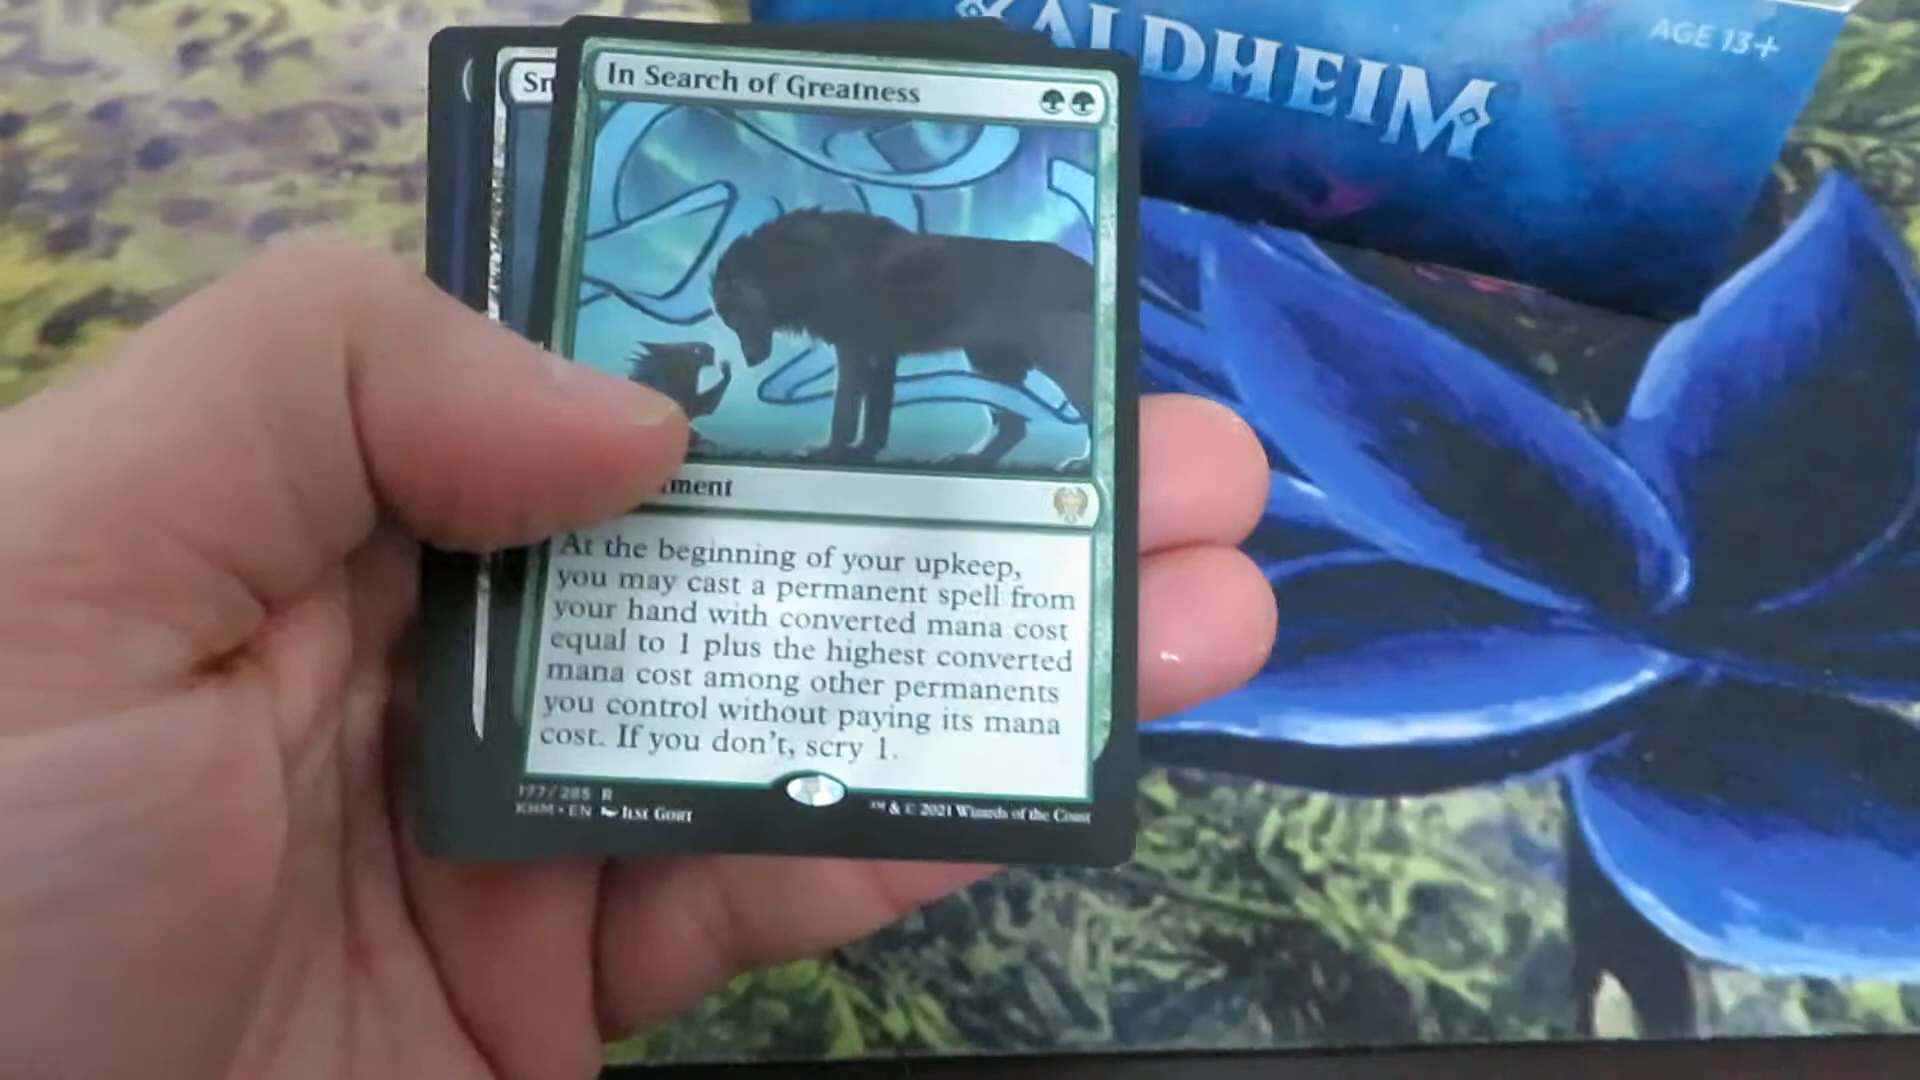 KALDHEIM
AGE 13+
Sn
In Search of Greatness
ment
At the beginning of your upkeep,
you may cast a permanent spell from
your hand with converted mana cost
equal to 1 plus the highest converted
mana cost among other permanents
you control without paying its mana
cost. If you don't, scry 1.
177/285 R
KHM • EN ILSE GORT
™ & © 2021 Wizards of the Coast